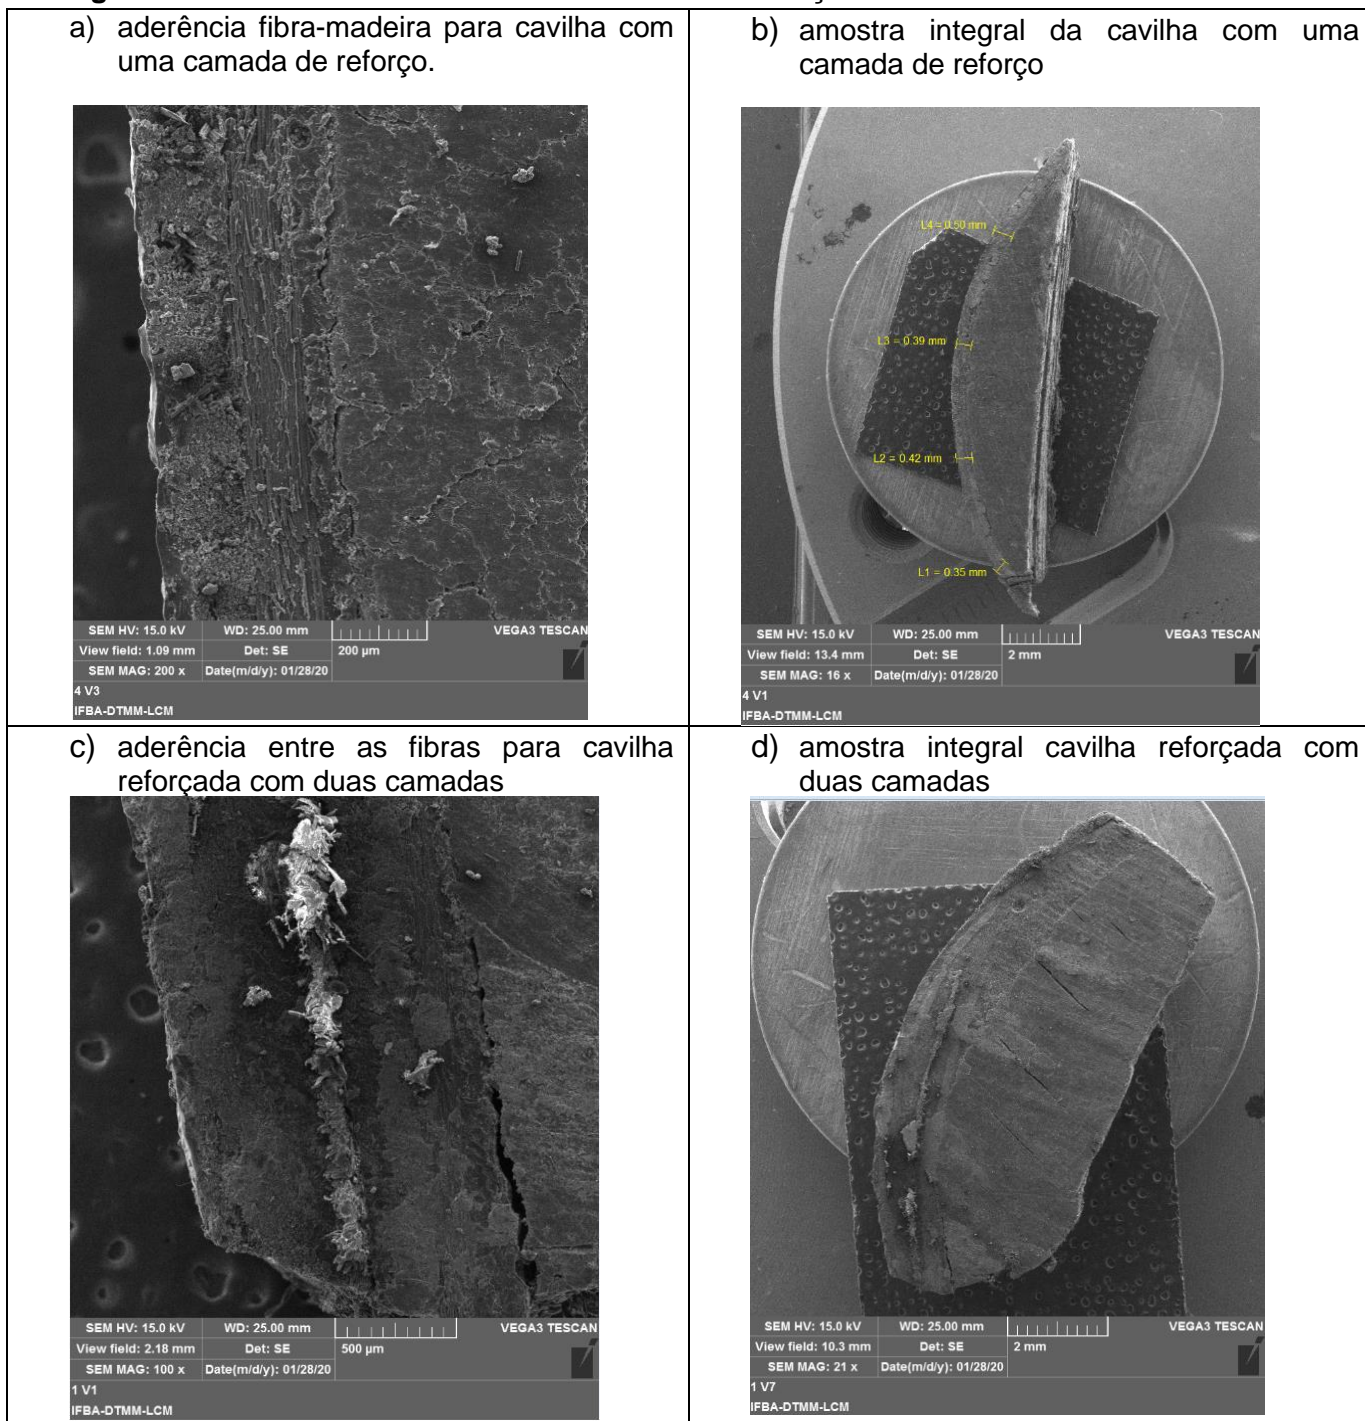 a) aderência fibra-madeira para cavilha com
uma camada de reforço.
SEM HV: 15.0 kV WD: 25.00 mm VEGA3 TESCAN
View field: 1.09 mm Det: SE 200 µm
SEM MAG: 200 x Date(m/d/y): 01/28/20
4 V3
IFBA-DTMM-LCM
b) amostra integral da cavilha com uma
camada de reforço
L4 = 0.50 mm
L3 = 0.39 mm
L2 = 0.42 mm
L1 = 0.35 mm
SEM HV: 15.0 kV WD: 25.00 mm VEGA3 TESCAN
View field: 13.4 mm Det: SE 2 mm
SEM MAG: 16 x Date(m/d/y): 01/28/20
4 V1
IFBA-DTMM-LCM
c) aderência entre as fibras para cavilha
reforçada com duas camadas
SEM HV: 15.0 kV WD: 25.00 mm VEGA3 TESCAN
View field: 2.18 mm Det: SE 500 µm
SEM MAG: 100 x Date(m/d/y): 01/28/20
1 V1
IFBA-DTMM-LCM
d) amostra integral cavilha reforçada com
duas camadas
SEM HV: 15.0 kV WD: 25.00 mm VEGA3 TESCAN
View field: 10.3 mm Det: SE 2 mm
SEM MAG: 21 x Date(m/d/y): 01/28/20
1 V7
IFBA-DTMM-LCM